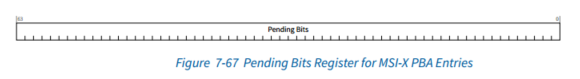 63 0
Pending Bits
Figure 7-67 Pending Bits Register for MSI-X PBA Entries